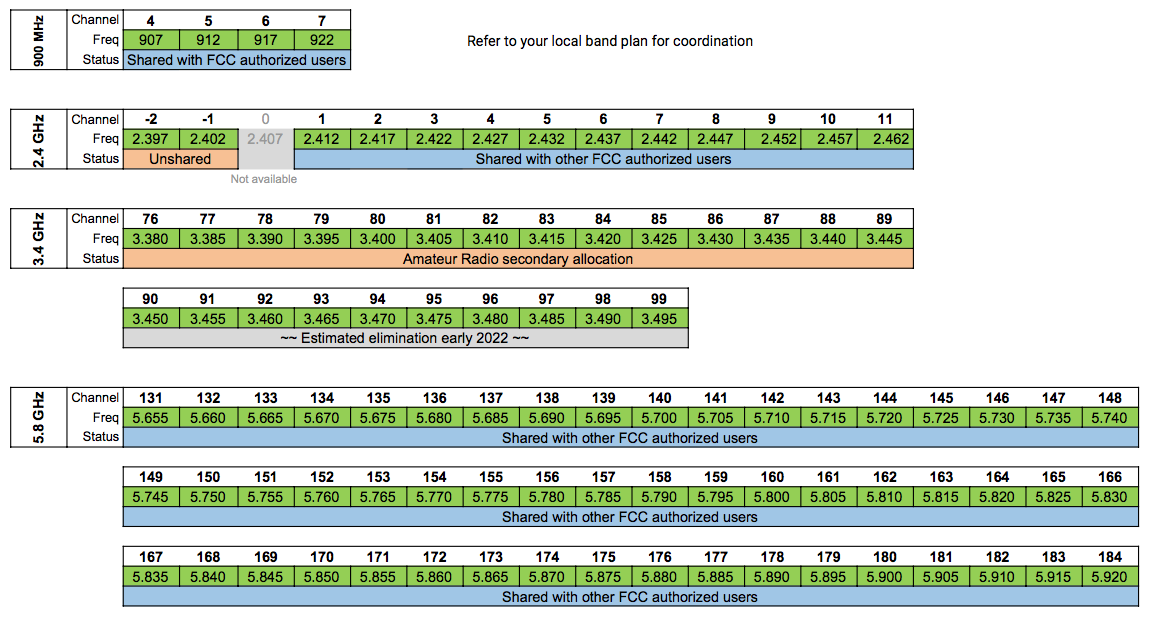 900 MHz
Channel 4 5 6 7
Freq 907 912 917 922
Status Shared with FCC authorized users
Refer to your local band plan for coordination
2.4 GHz
Channel -2 -1 0 1 2 3 4 5 6 7 8 9 10 11
Freq 2.397 2.402 2.407 2.412 2.417 2.422 2.427 2.432 2.437 2.442 2.447 2.452 2.457 2.462
Status Unshared Shared with other FCC authorized users
Not available
3.4 GHz
Channel 76 77 78 79 80 81 82 83 84 85 86 87 88 89
Freq 3.380 3.385 3.390 3.395 3.400 3.405 3.410 3.415 3.420 3.425 3.430 3.435 3.440 3.445
Status Amateur Radio secondary allocation
90 91 92 93 94 95 96 97 98 99
3.450 3.455 3.460 3.465 3.470 3.475 3.480 3.485 3.490 3.495
~~ Estimated elimination early 2022 ~~
5.8 GHz
Channel 131 132 133 134 135 136 137 138 139 140 141 142 143 144 145 146 147 148
Freq 5.655 5.660 5.665 5.670 5.675 5.680 5.685 5.690 5.695 5.700 5.705 5.710 5.715 5.720 5.725 5.730 5.735 5.740
Status Shared with other FCC authorized users
149 150 151 152 153 154 155 156 157 158 159 160 161 162 163 164 165 166
5.745 5.750 5.755 5.760 5.765 5.770 5.775 5.780 5.785 5.790 5.795 5.800 5.805 5.810 5.815 5.820 5.825 5.830
Shared with other FCC authorized users
167 168 169 170 171 172 173 174 175 176 177 178 179 180 181 182 183 184
5.835 5.840 5.845 5.850 5.855 5.860 5.865 5.870 5.875 5.880 5.885 5.890 5.895 5.900 5.905 5.910 5.915 5.920
Shared with other FCC authorized users